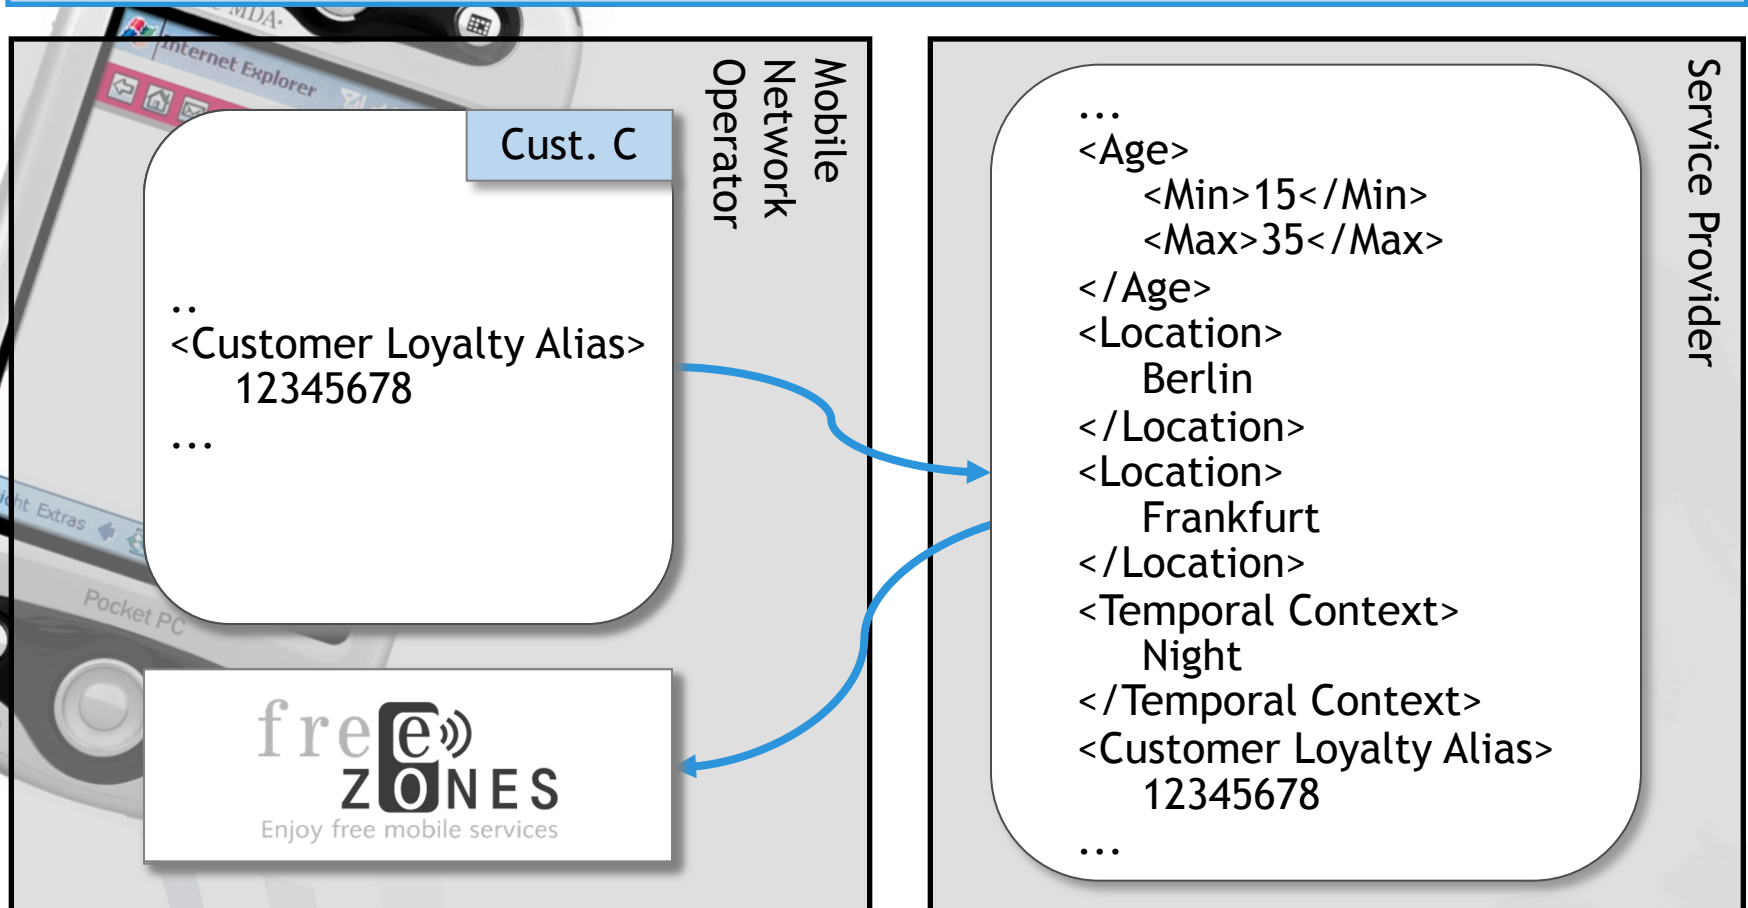 MDA
Internet Explorer
Cust. C
Mobile
Network
Operator
..
<Customer Loyalty Alias>
12345678
...
Extras
Pocket PC
free
ZONES
Enjoy free mobile services
Service Provider
...
<Age>
<Min>15</Min>
<Max>35</Max>
</Age>
<Location>
Berlin
</Location>
<Location>
Frankfurt
</Location>
<Temporal Context>
Night
</Temporal Context>
<Customer Loyalty Alias>
12345678
...